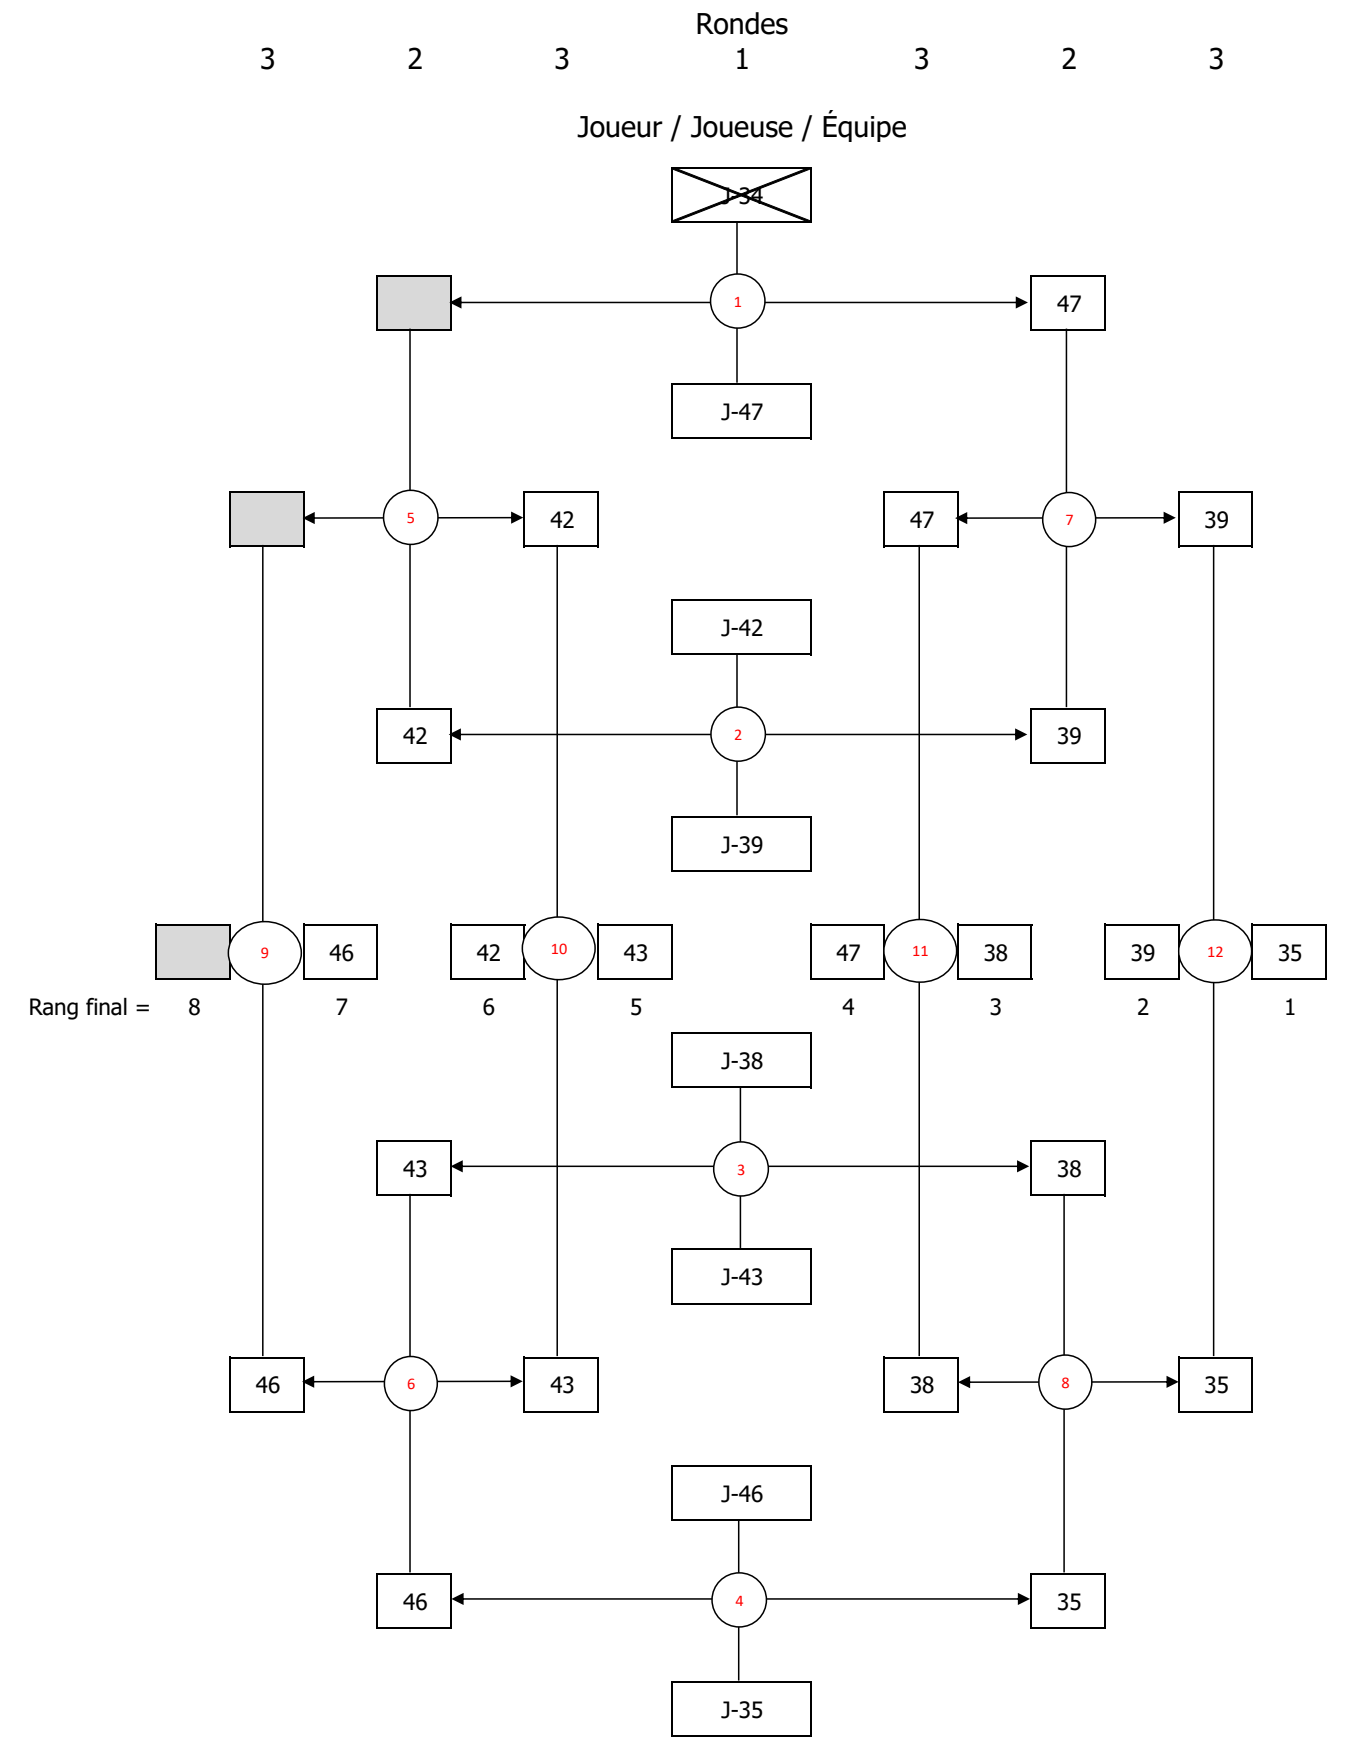 Rondes
3 2 3 1 3 2 3
Joueur / Joueuse / Équipe
J-34
1 47
J-47
5 42 47 7 39
J-42
42 2 39
J-39
9 46 42 10 43 47 11 38 39 12 35
Rang final = 8 7 6 5 4 3 2 1
J-38
43 3 38
J-43
46 6 43 38 8 35
J-46
46 4 35
J-35